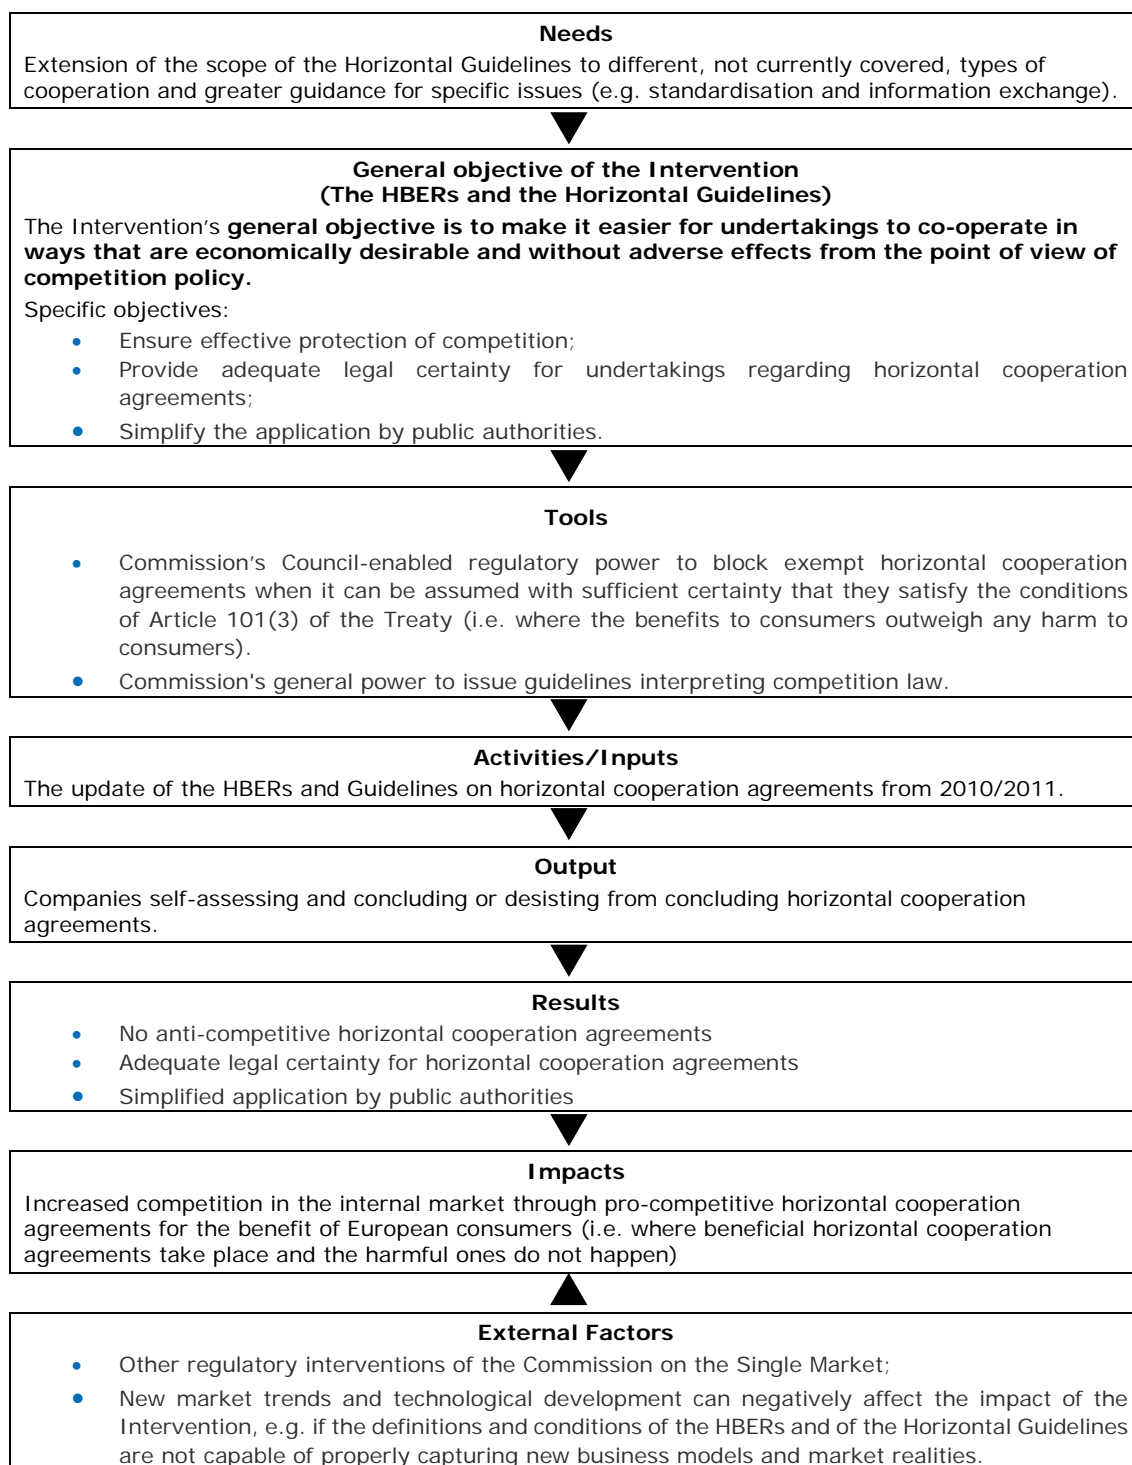 Needs
Extension of the scope of the Horizontal Guidelines to different, not currently covered, types of
cooperation and greater guidance for specific issues (e.g. standardisation and information exchange).
General objective of the Intervention
(The HBERs and the Horizontal Guidelines)
The Intervention's general objective is to make it easier for undertakings to co-operate in
ways that are economically desirable and without adverse effects from the point of view of
competition policy.
Specific objectives:
• Ensure effective protection of competition;
• Provide adequate legal certainty for undertakings regarding horizontal cooperation
agreements;
• Simplify the application by public authorities.
Tools
• Commission's Council-enabled regulatory power to block exempt horizontal cooperation
agreements when it can be assumed with sufficient certainty that they satisfy the conditions
of Article 101(3) of the Treaty (i.e. where the benefits to consumers outweigh any harm to
consumers).
• Commission's general power to issue guidelines interpreting competition law.
Activities/Inputs
The update of the HBERs and Guidelines on horizontal cooperation agreements from 2010/2011.
Output
Companies self-assessing and concluding or desisting from concluding horizontal cooperation
agreements.
Results
• No anti-competitive horizontal cooperation agreements
• Adequate legal certainty for horizontal cooperation agreements
• Simplified application by public authorities
Impacts
Increased competition in the internal market through pro-competitive horizontal cooperation
agreements for the benefit of European consumers (i.e. where beneficial horizontal cooperation
agreements take place and the harmful ones do not happen)
External Factors
• Other regulatory interventions of the Commission on the Single Market;
• New market trends and technological development can negatively affect the impact of the
Intervention, e.g. if the definitions and conditions of the HBERs and of the Horizontal Guidelines
are not capable of properly capturing new business models and market realities.